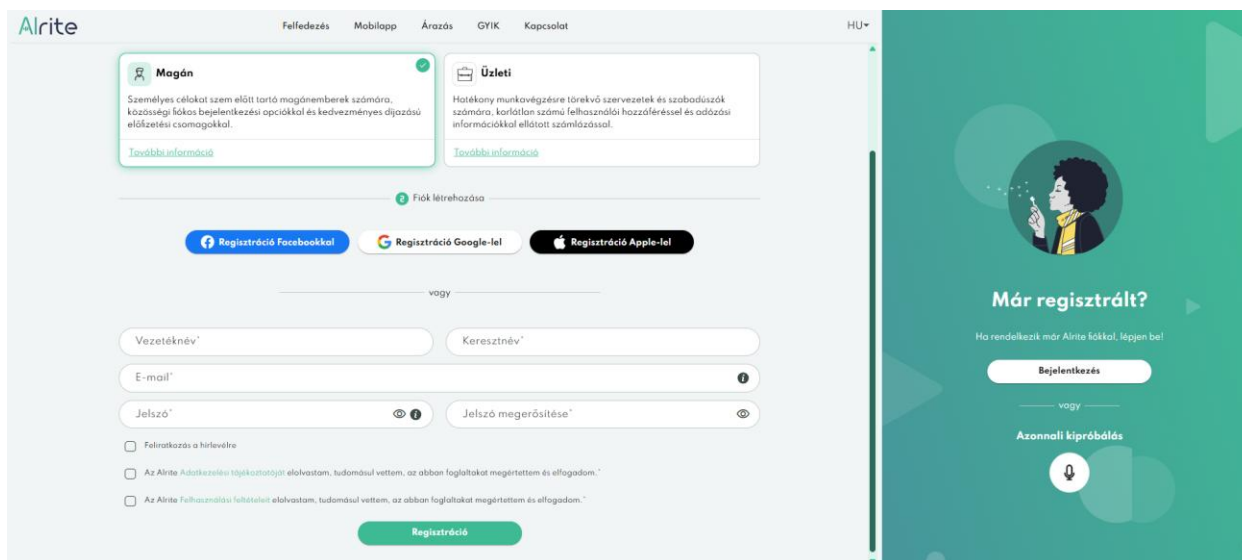 Alrite
Felfedezés Mobilapp Árazás GYIK Kapcsolat HU
Magán
Személyes célokat szem előtt tartó magánemberek számára,
közösségi fiókos bejelentkezési opciókkal és kedvezményes díjazású
előfizetési csomagokkal.
További információ
Üzleti
Hatékony munkavégzésre törekvő szervezetek és szabadúszók
számára, korlátlan számú felhasználói hozzáféréssel és adózási
információkkal ellátott számlázással.
További információ
2 Fiók létrehozása
Regisztráció Facebookkal
Regisztráció Google-lel
Regisztráció Apple-lel
vagy
Vezetéknév*
Keresztnév*
E-mail*
Jelszó*
Jelszó megerősítése*
Feliratkozás a hírlevélre
Az Alrite Adatkezelési tájékoztatóját elolvastam, tudomásul vettem, az abban foglaltakat megértettem és elfogadom.*
Az Alrite Felhasználási feltételeit elolvastam, tudomásul vettem, az abban foglaltakat megértettem és elfogadom.*
Regisztráció
Már regisztrált?
Ha rendelkezik már Alrite fiókkal, lépjen be!
Bejelentkezés
vagy
Azonnali kipróbálás